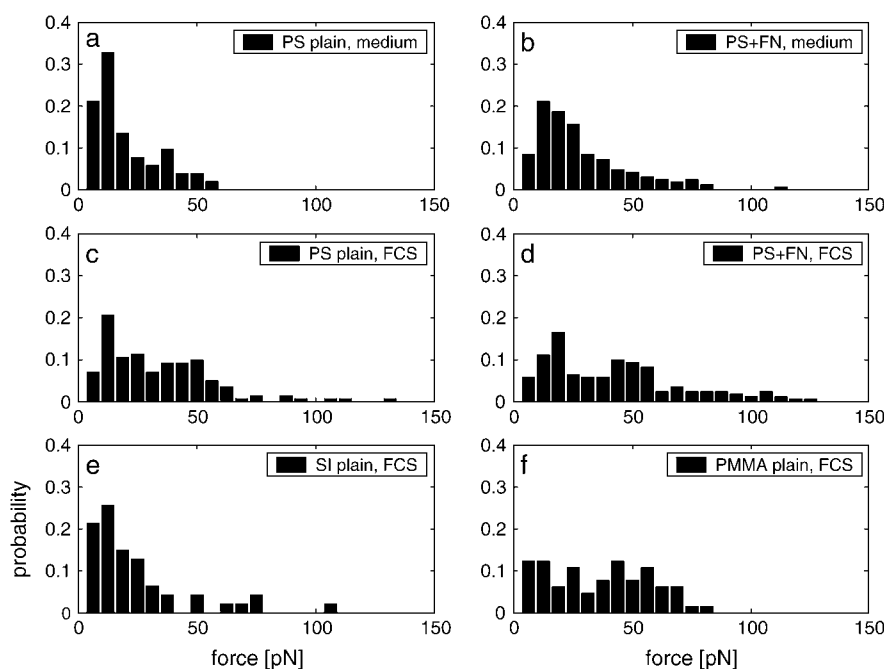 0.4
0.3
0.2
0.1
0
a
PS plain, medium
0 50 100 150
0.4
0.3
0.2
0.1
0
b
PS+FN, medium
0 50 100 150
0.4
0.3
0.2
0.1
0
c
PS plain, FCS
0 50 100 150
0.4
0.3
0.2
0.1
0
d
PS+FN, FCS
0 50 100 150
probability
0.4
0.3
0.2
0.1
0
e
SI plain, FCS
0 50 100 150
force [pN]
0.4
0.3
0.2
0.1
0
f
PMMA plain, FCS
0 50 100 150
force [pN]